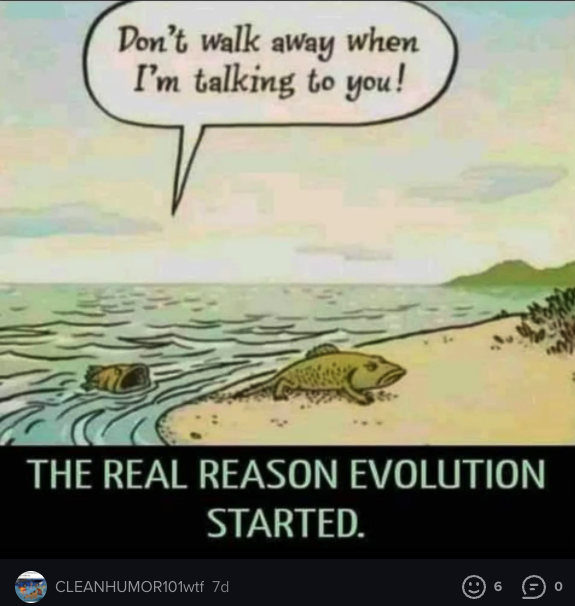 Don't walk away when
I'm talking to you!
THE REAL REASON EVOLUTION
STARTED.
CLEANHUMOR101wtf 7d
6
0